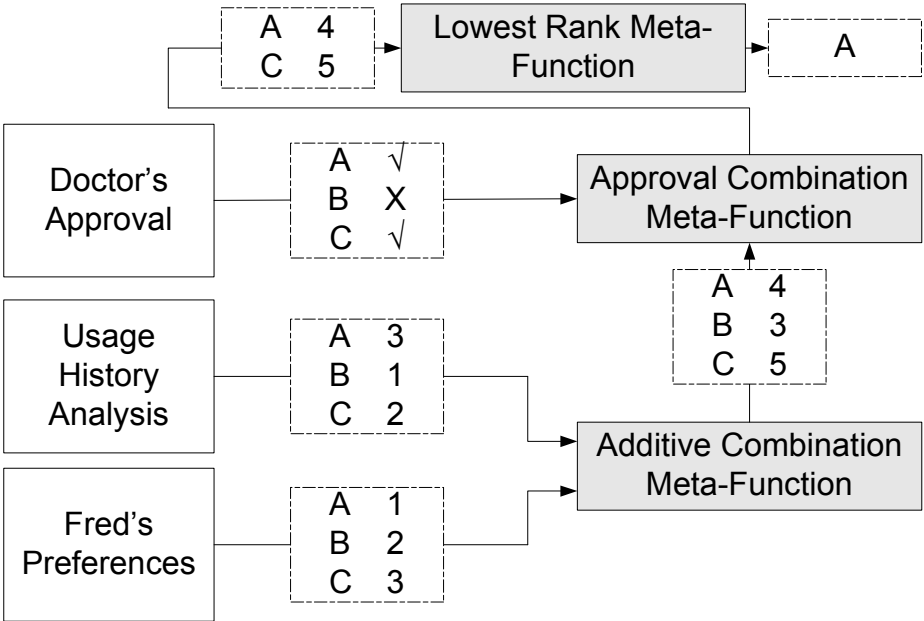 A 4
C 5
Lowest Rank Meta-
Function
A
Doctor's
Approval
A √
B X
C √
Approval Combination
Meta-Function
A 4
B 3
C 5
Usage
History
Analysis
A 3
B 1
C 2
Additive Combination
Meta-Function
Fred's
Preferences
A 1
B 2
C 3